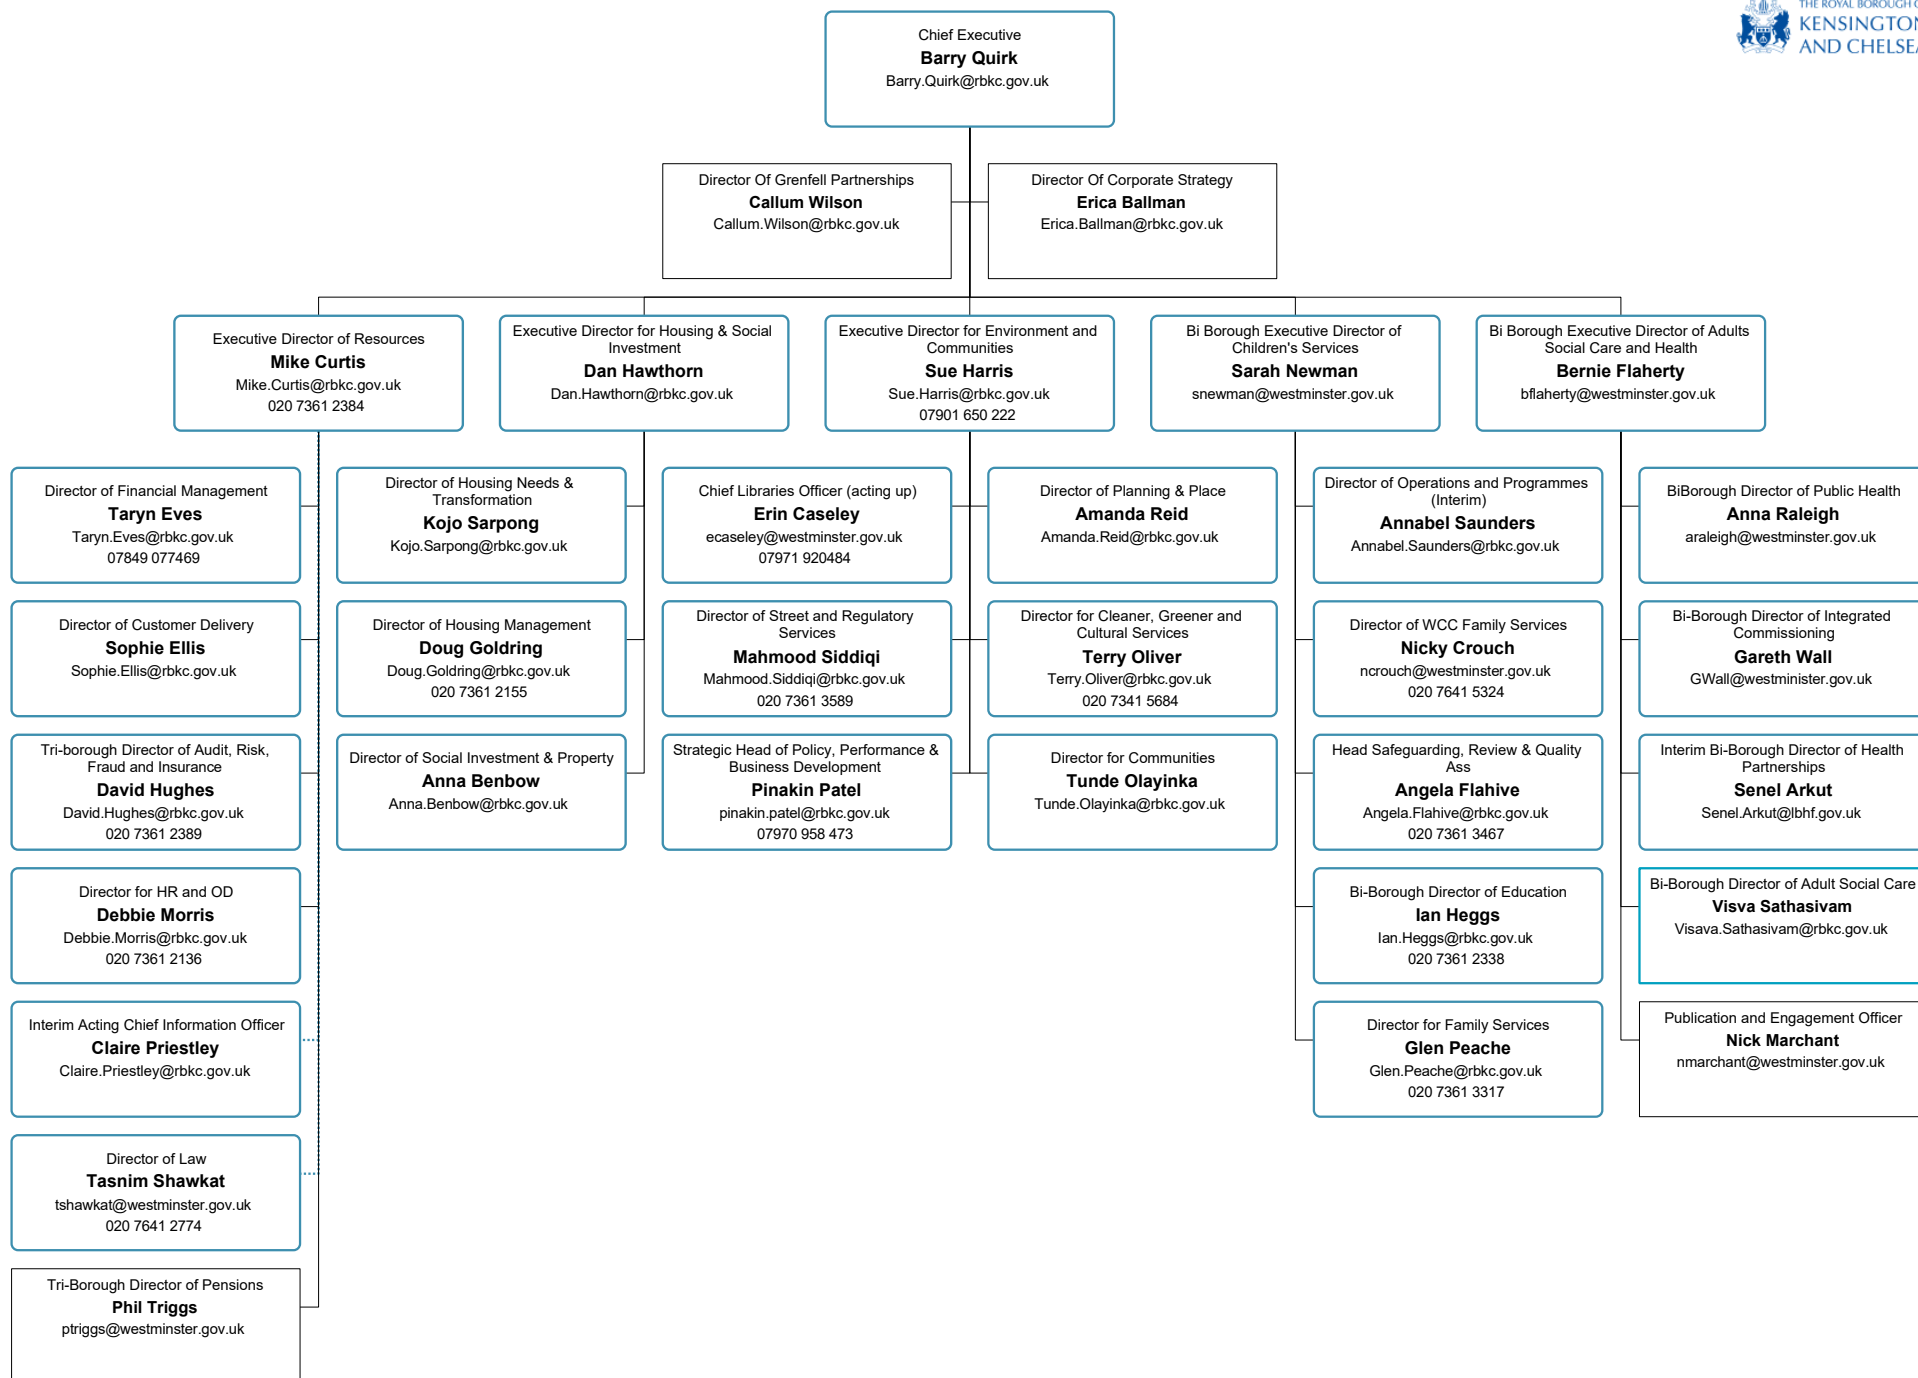 THE ROYAL BOROUGH O
KENSINGTON
AND CHELSEA
Chief Executive
Barry Quirk
Barry.Quirk@rbkc.gov.uk
Director Of Grenfell Partnerships
Callum Wilson
Callum.Wilson@rbkc.gov.uk
Director Of Corporate Strategy
Erica Ballman
Erica.Ballman@rbkc.gov.uk
Executive Director of Resources
Mike Curtis
Mike.Curtis@rbkc.gov.uk
020 7361 2384
Executive Director for Housing & Social
Investment
Dan Hawthorn
Dan.Hawthorn@rbkc.gov.uk
Executive Director for Environment and
Communities
Sue Harris
Sue.Harris@rbkc.gov.uk
07901 650 222
Bi Borough Executive Director of
Children's Services
Sarah Newman
snewman@westminster.gov.uk
Bi Borough Executive Director of Adults
Social Care and Health
Bernie Flaherty
bflaherty@westminster.gov.uk
Director of Financial Management
Taryn Eves
Taryn.Eves@rbkc.gov.uk
07849 077469
Director of Housing Needs &
Transformation
Kojo Sarpong
Kojo.Sarpong@rbkc.gov.uk
Chief Libraries Officer (acting up)
Erin Caseley
ecaseley@westminster.gov.uk
07971 920484
Director of Planning & Place
Amanda Reid
Amanda.Reid@rbkc.gov.uk
Director of Operations and Programmes
(Interim)
Annabel Saunders
Annabel.Saunders@rbkc.gov.uk
BiBorough Director of Public Health
Anna Raleigh
araleigh@westminster.gov.uk
Director of Customer Delivery
Sophie Ellis
Sophie.Ellis@rbkc.gov.uk
Director of Housing Management
Doug Goldring
Doug.Goldring@rbkc.gov.uk
020 7361 2155
Director of Street and Regulatory
Services
Mahmood Siddiqi
Mahmood.Siddiqi@rbkc.gov.uk
020 7361 3589
Director for Cleaner, Greener and
Cultural Services
Terry Oliver
Terry.Oliver@rbkc.gov.uk
020 7341 5684
Director of WCC Family Services
Nicky Crouch
ncrouch@westminster.gov.uk
020 7641 5324
Bi-Borough Director of Integrated
Commissioning
Gareth Wall
GWall@westminister.gov.uk
Tri-borough Director of Audit, Risk,
Fraud and Insurance
David Hughes
David.Hughes@rbkc.gov.uk
020 7361 2389
Director of Social Investment & Property
Anna Benbow
Anna.Benbow@rbkc.gov.uk
Strategic Head of Policy, Performance &
Business Development
Pinakin Patel
pinakin.patel@rbkc.gov.uk
07970 958 473
Director for Communities
Tunde Olayinka
Tunde.Olayinka@rbkc.gov.uk
Head Safeguarding, Review & Quality
Ass
Angela Flahive
Angela.Flahive@rbkc.gov.uk
020 7361 3467
Interim Bi-Borough Director of Health
Partnerships
Senel Arkut
Senel.Arkut@lbhf.gov.uk
Director for HR and OD
Debbie Morris
Debbie.Morris@rbkc.gov.uk
020 7361 2136
Bi-Borough Director of Education
Ian Heggs
Ian.Heggs@rbkc.gov.uk
020 7361 2338
Bi-Borough Director of Adult Social Care
Visva Sathasivam
Visava.Sathasivam@rbkc.gov.uk
Interim Acting Chief Information Officer
Claire Priestley
Claire.Priestley@rbkc.gov.uk
Director for Family Services
Glen Peache
Glen.Peache@rbkc.gov.uk
020 7361 3317
Publication and Engagement Officer
Nick Marchant
nmarchant@westminster.gov.uk
Director of Law
Tasnim Shawkat
tshawkat@westminster.gov.uk
020 7641 2774
Tri-Borough Director of Pensions
Phil Triggs
ptriggs@westminster.gov.uk